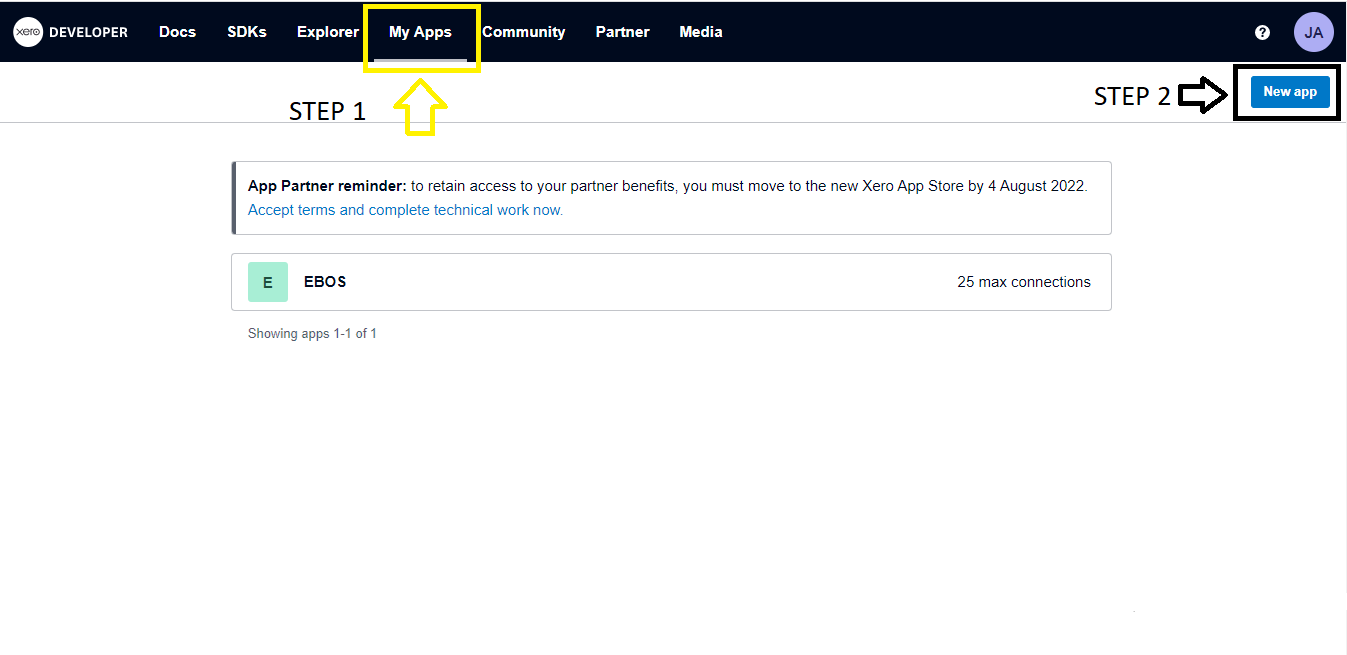 xero DEVELOPER Docs SDKs Explorer My Apps Community Partner Media ? JA
STEP 1
STEP 2 New app
App Partner reminder: to retain access to your partner benefits, you must move to the new Xero App Store by 4 August 2022.
Accept terms and complete technical work now.
E EBOS 25 max connections
Showing apps 1-1 of 1